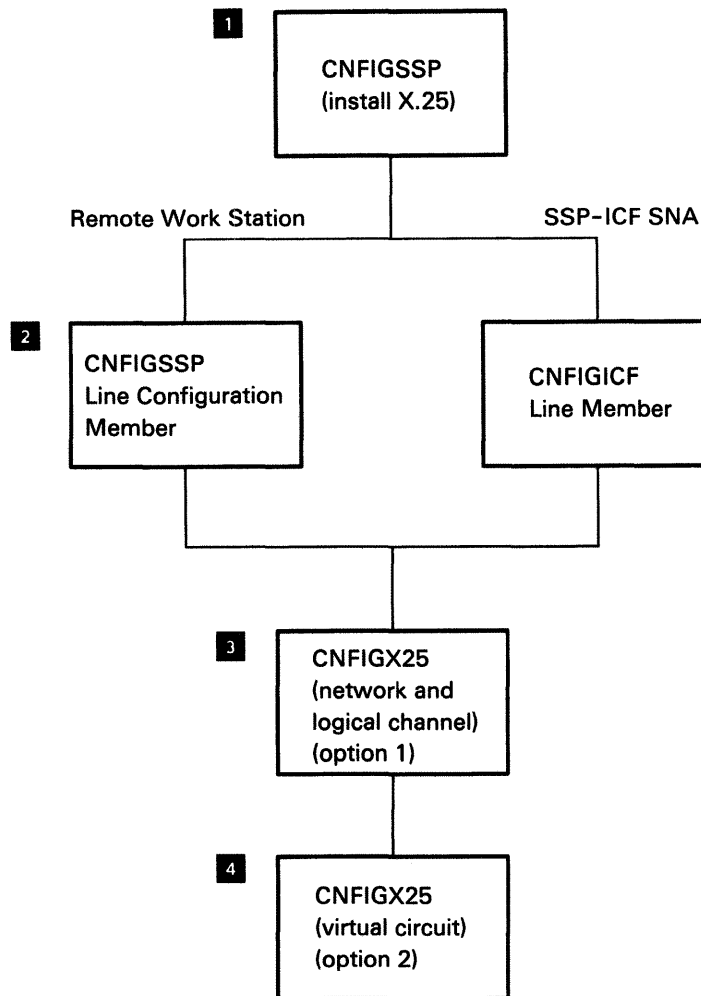 1
CNFIGSSP
(install X.25)
Remote Work Station
SSP-ICF SNA
2
CNFIGSSP
Line Configuration
Member
CNFIGICF
Line Member
3
CNFIGX25
(network and
logical channel)
(option 1)
4
CNFIGX25
(virtual circuit)
(option 2)